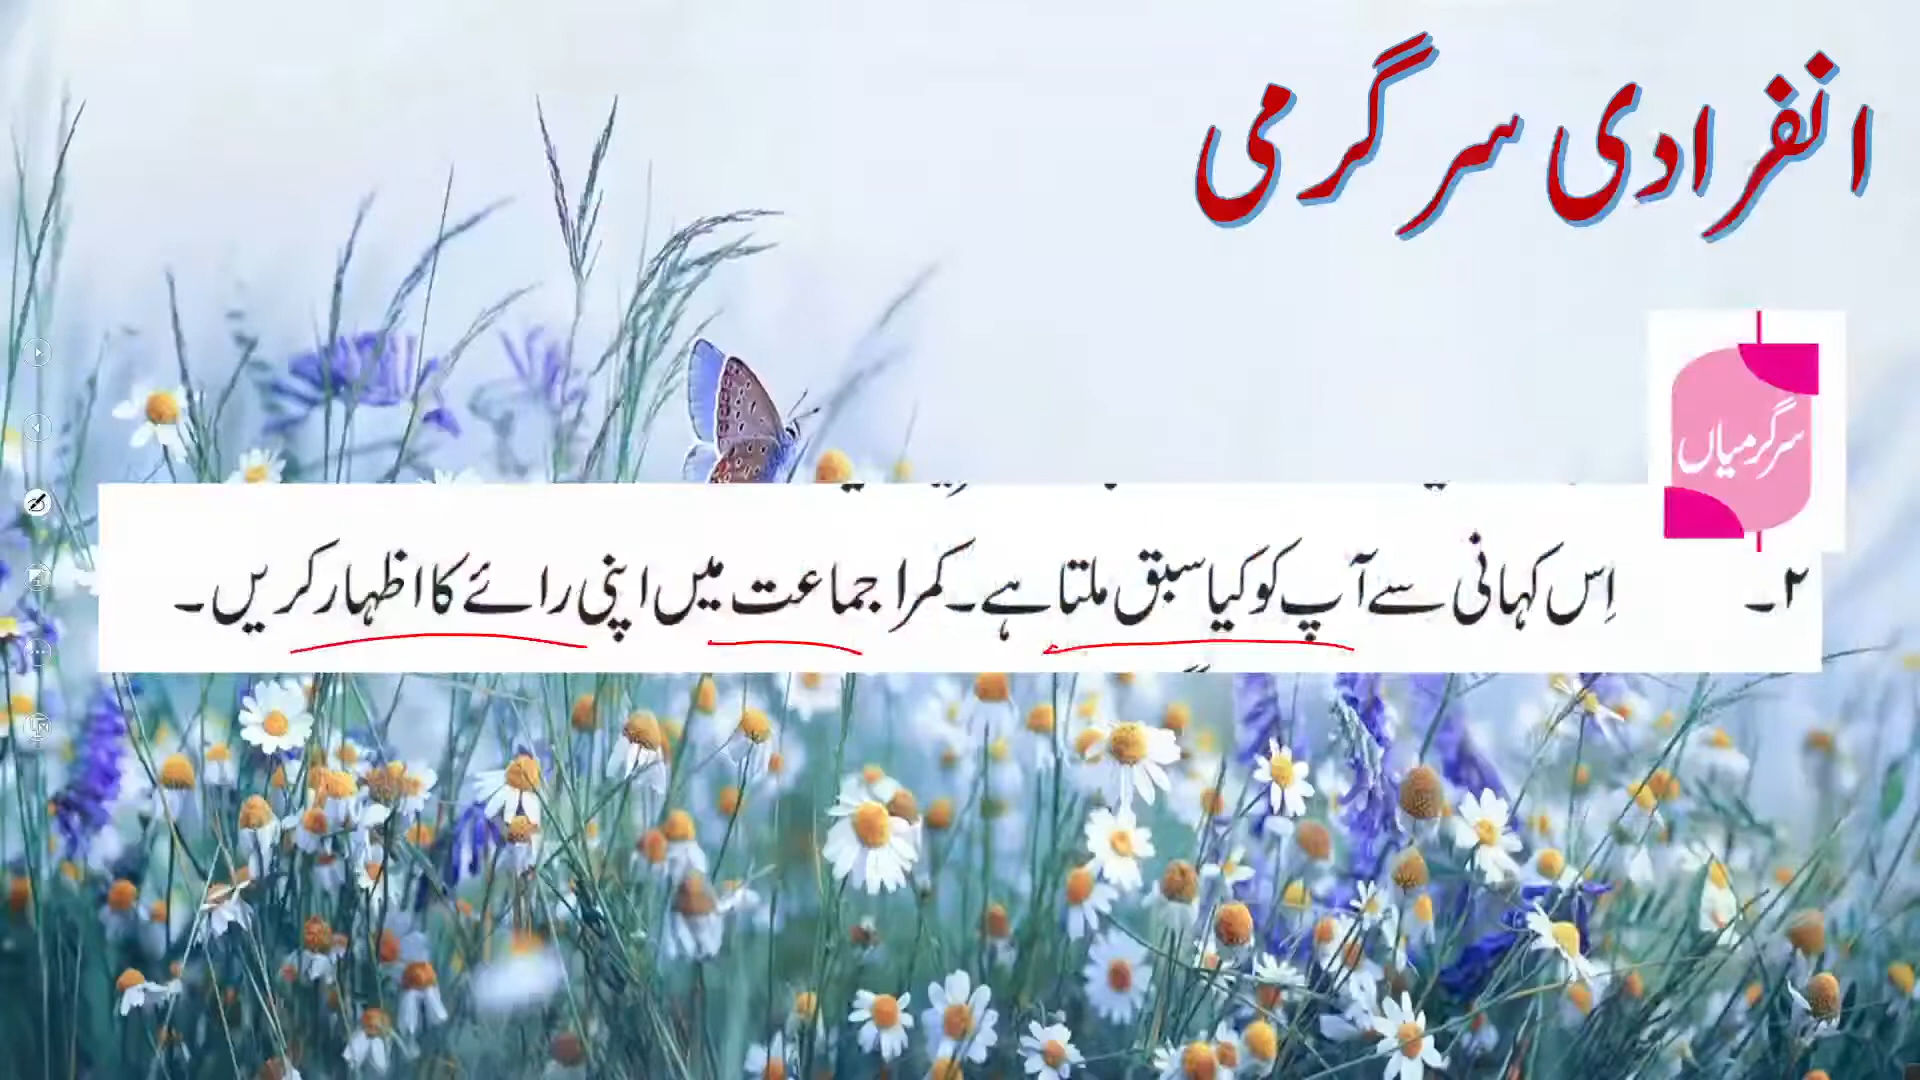 انفرادی سرگرمی
سرگرمیاں
۲۔ اِس کہانی سے آپ کو کیا سبق ملتا ہے۔ کمرا جماعت میں اپنی رائے کا اظہار کریں۔